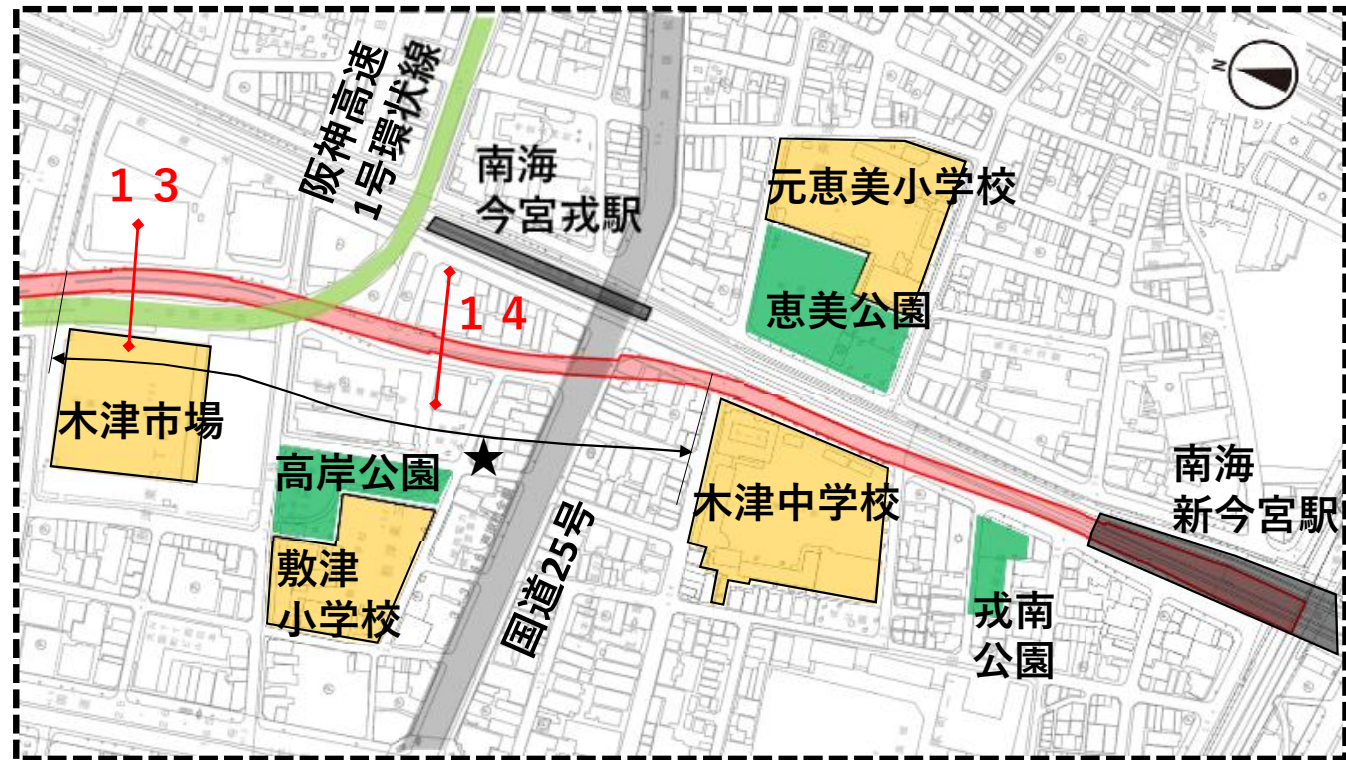 阪神高速
1号環状線
N
１３
南海
今宮戎駅
元恵美小学校
１４
恵美公園
木津市場
高岸公園
★
木津中学校
南海
新今宮駅
敷津
小学校
国道25号
戎南
公園